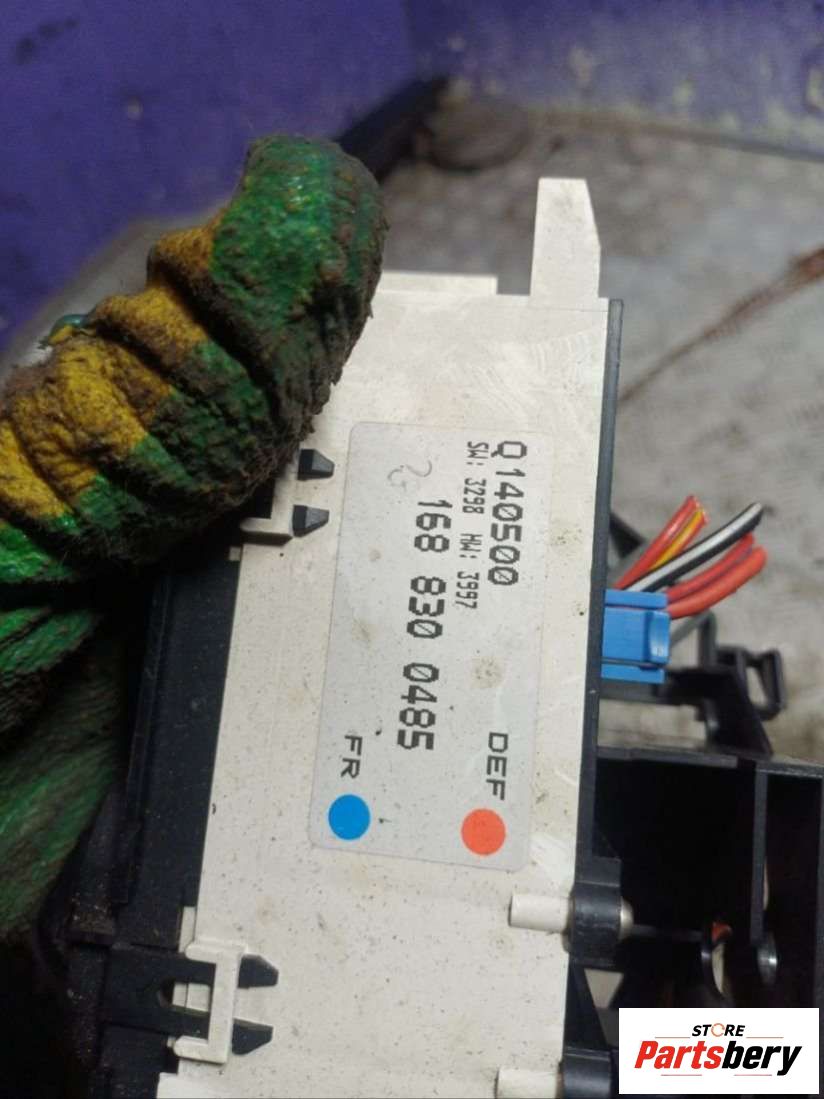 Q140500
SW: 3298 HW: 3997
168 830 0485
DEF
FR
STORE
Partsbery